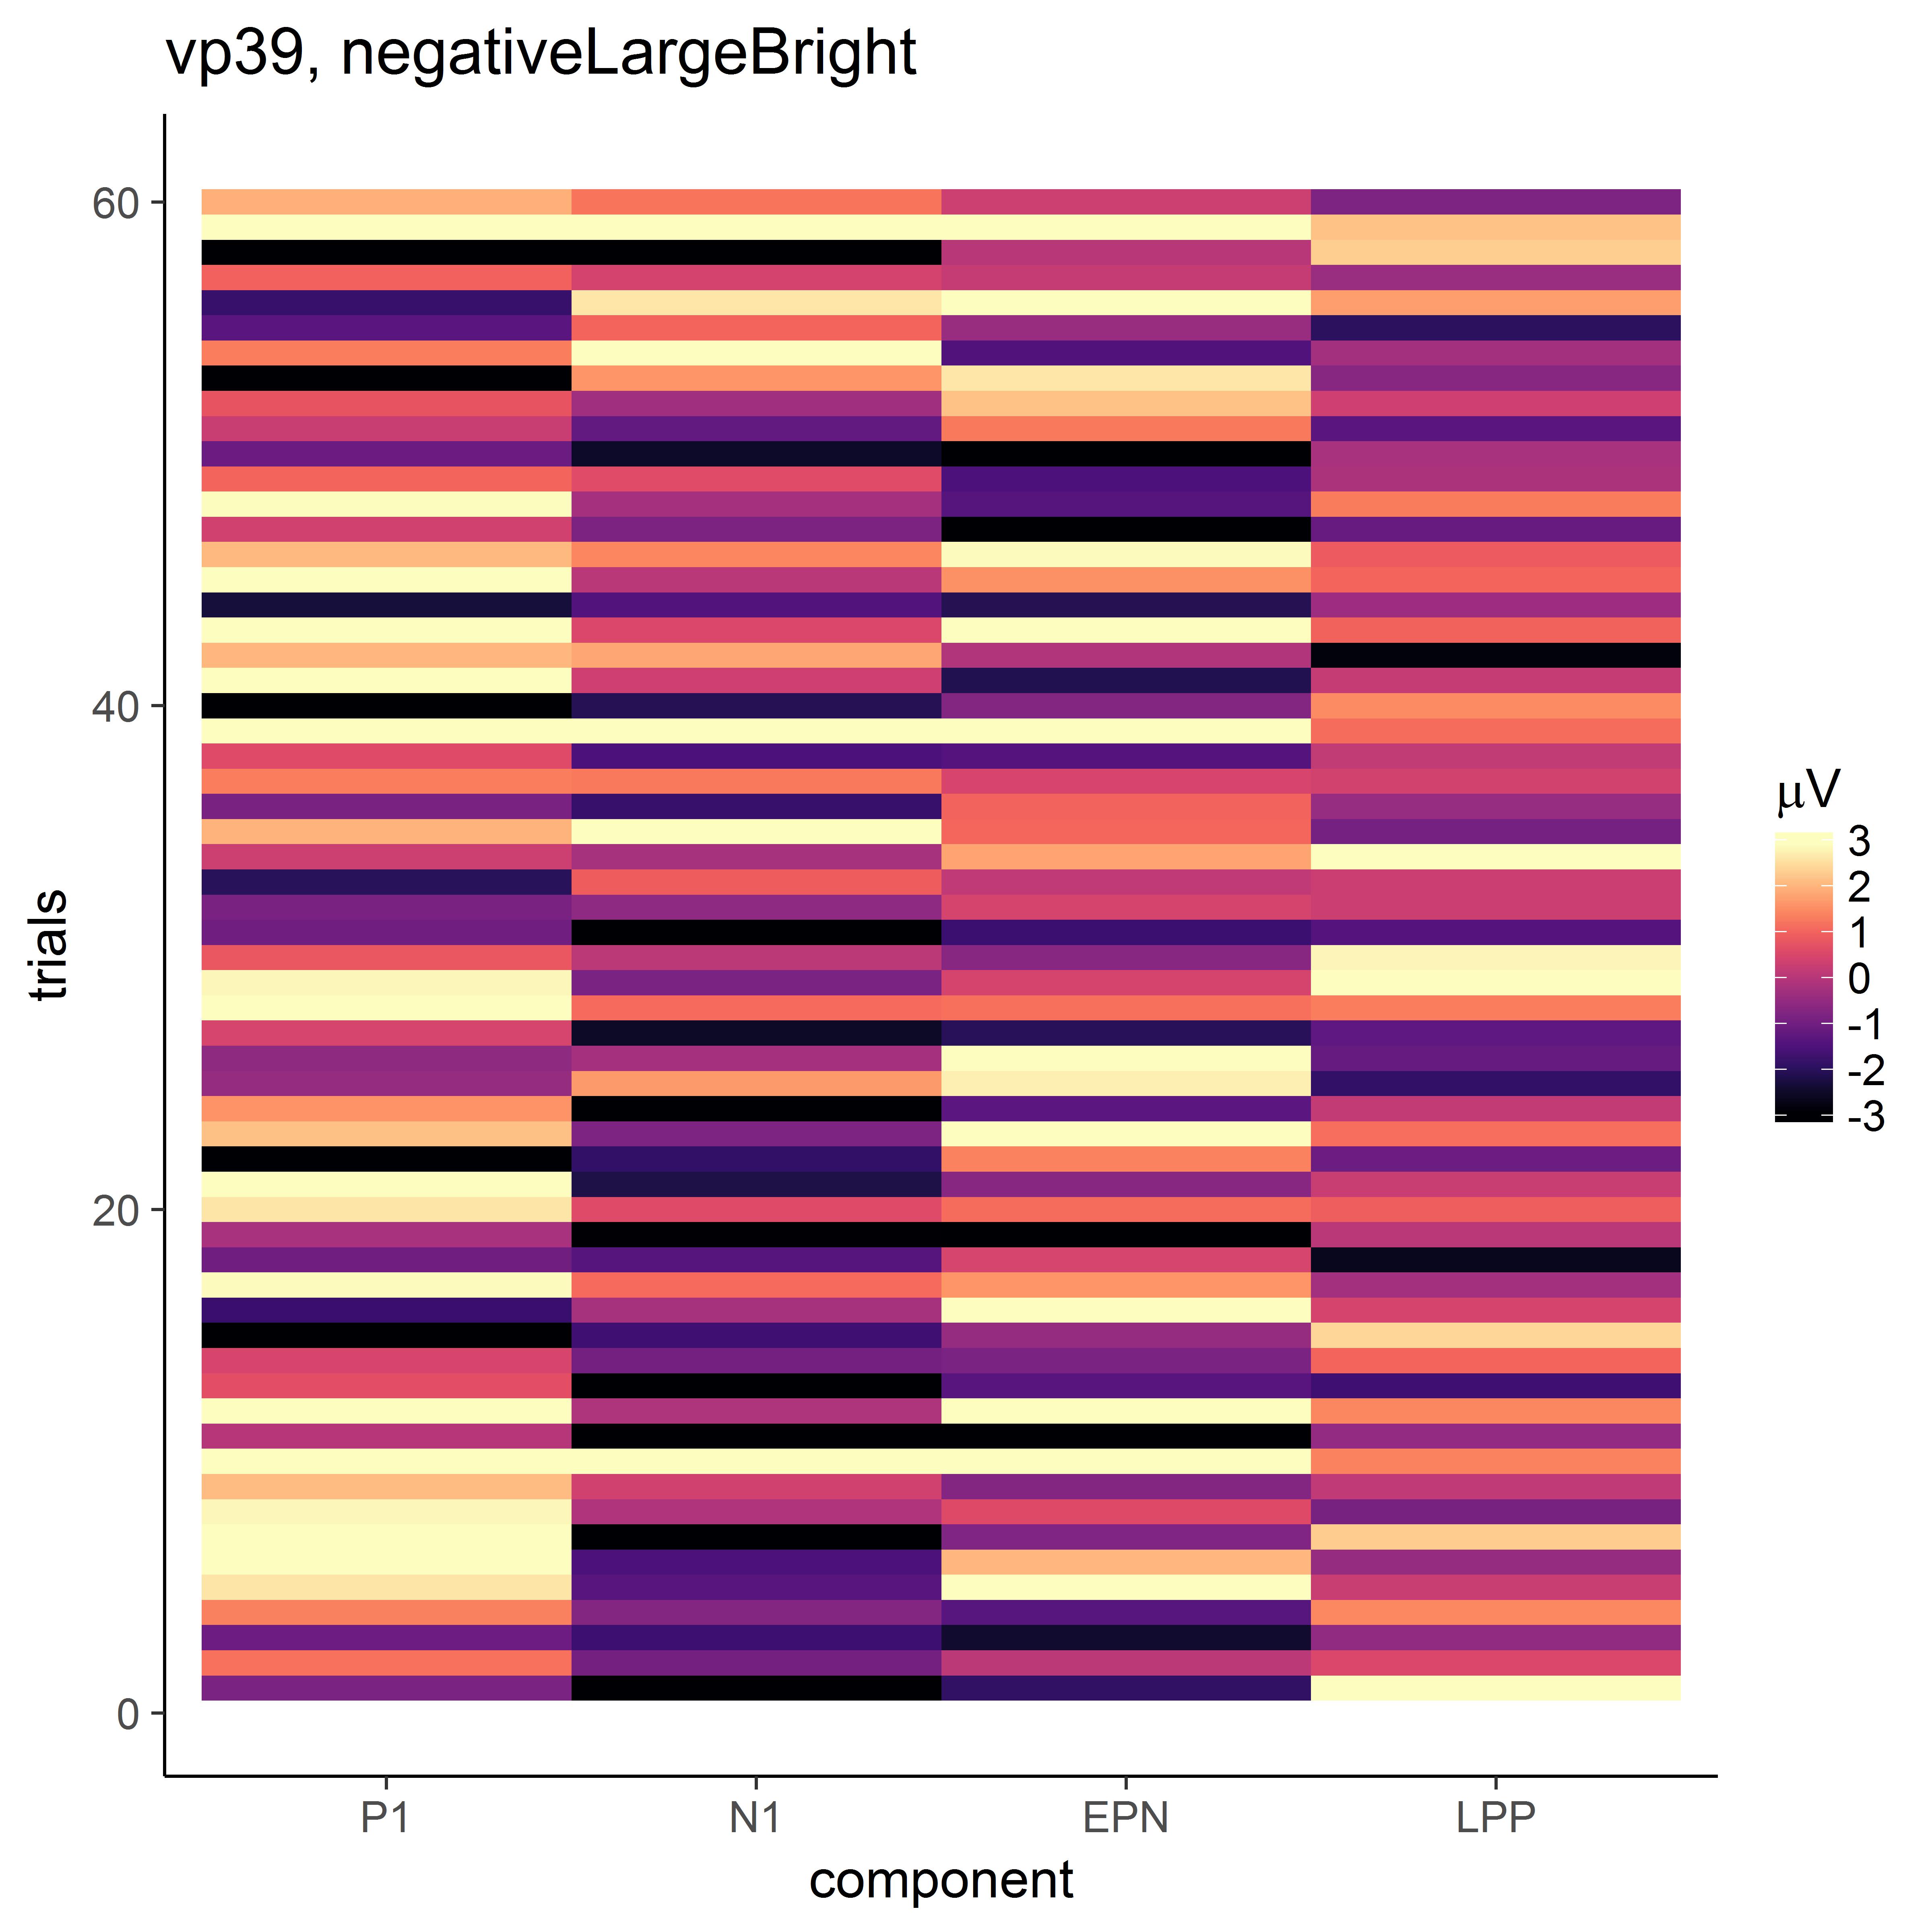 vp39, negativeLargeBright
60
40
20
0
trials
P1 N1 EPN LPP
component
μV
3
2
1
0
-1
-2
-3